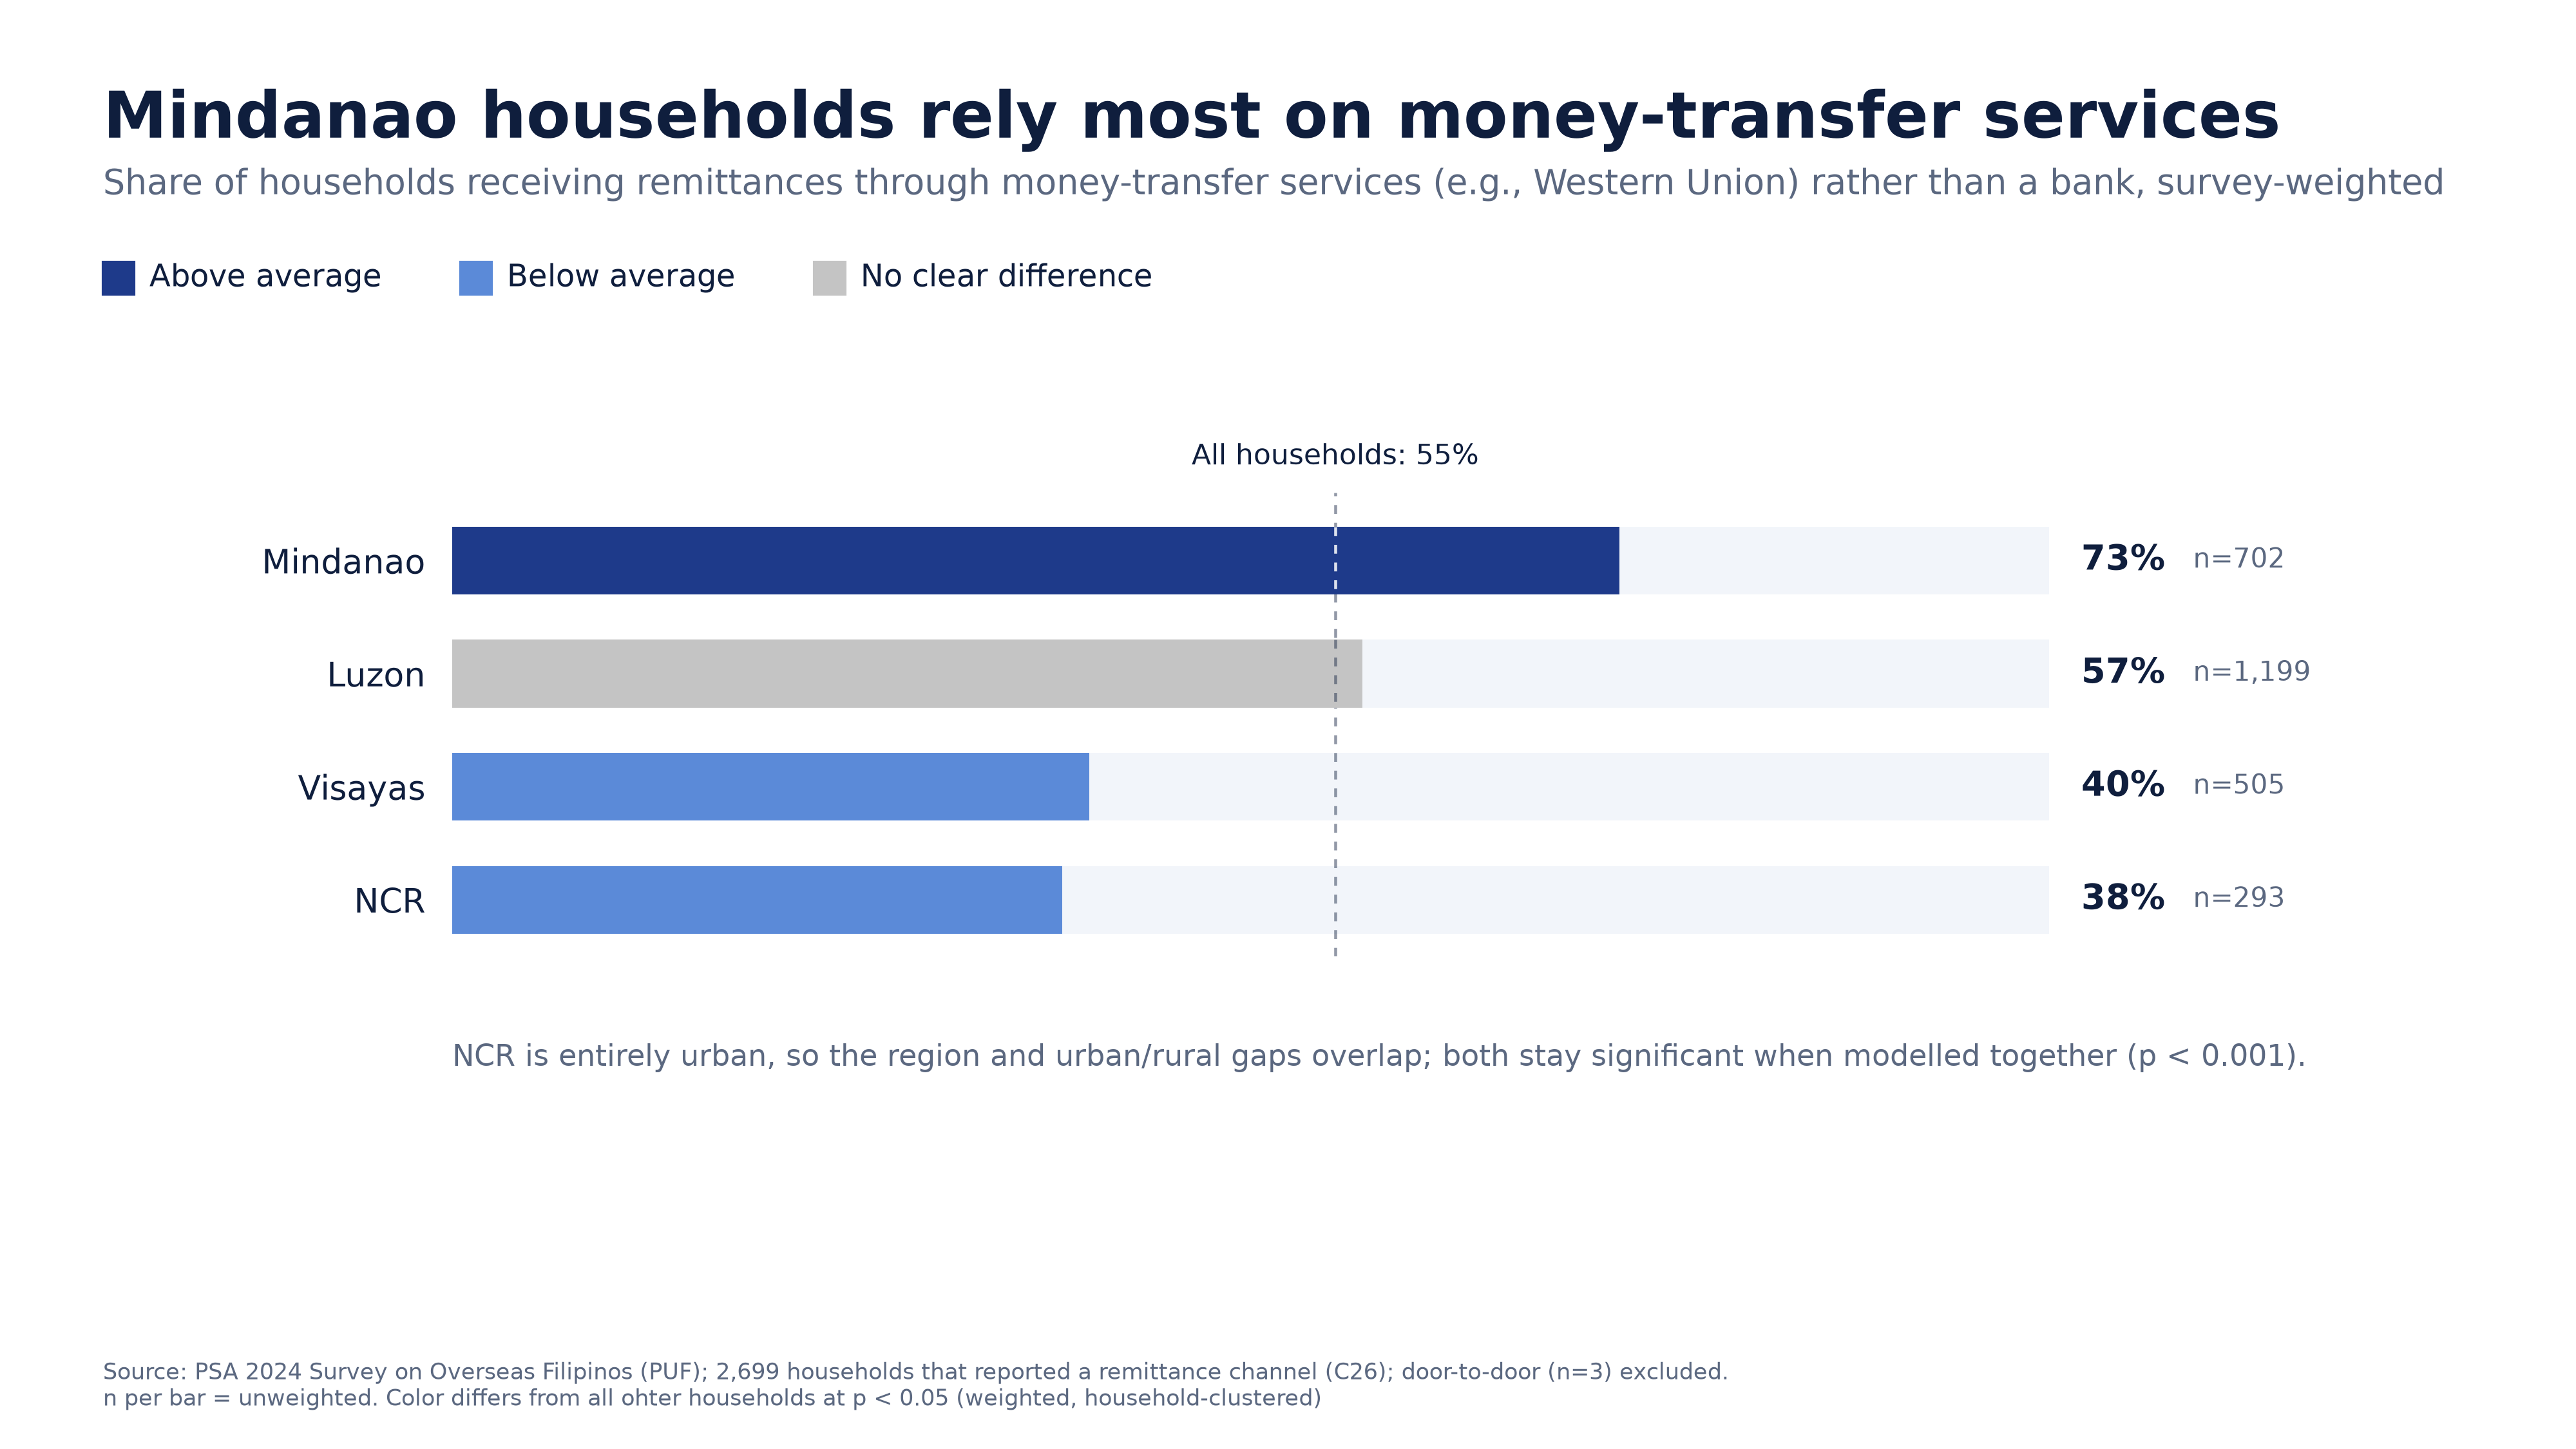 Mindanao households rely most on money-transfer services
Share of households receiving remittances through money-transfer services (e.g., Western Union) rather than a bank, survey-weighted
Above average
Below average
No clear difference
All households: 55%
Mindanao 73% n=702
Luzon 57% n=1,199
Visayas 40% n=505
NCR 38% n=293
NCR is entirely urban, so the region and urban/rural gaps overlap; both stay significant when modelled together (p < 0.001).
Source: PSA 2024 Survey on Overseas Filipinos (PUF); 2,699 households that reported a remittance channel (C26); door-to-door (n=3) excluded.
n per bar = unweighted. Color differs from all ohter households at p < 0.05 (weighted, household-clustered)